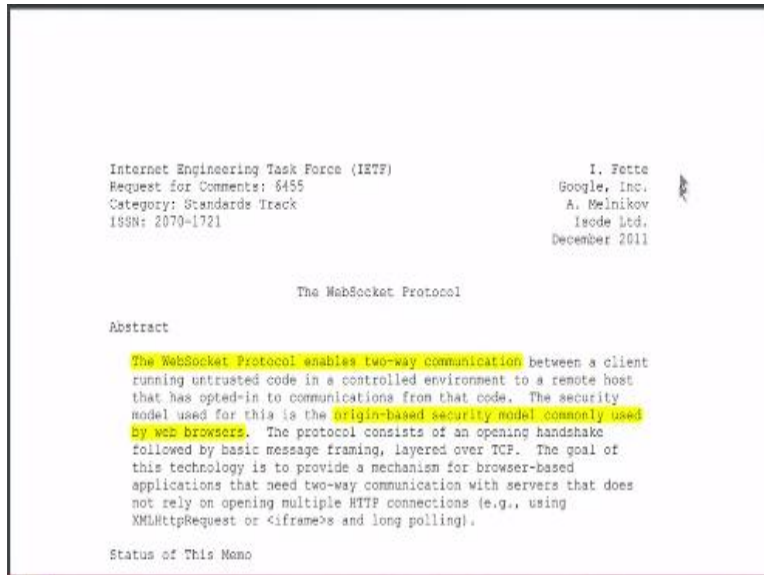 Internet Engineering Task Force (IETF) I. Fette
Request for Comments: 6455 Google, Inc.
Category: Standards Track A. Melnikov
ISSN: 2070-1721 Isode Ltd.
December 2011
The WebSocket Protocol
Abstract
The WebSocket Protocol enables two-way communication between a client
running untrusted code in a controlled environment to a remote host
that has opted-in to communications from that code. The security
model used for this is the origin-based security model commonly used
by web browsers. The protocol consists of an opening handshake
followed by basic message framing, layered over TCP. The goal of
this technology is to provide a mechanism for browser-based
applications that need two-way communication with servers that does
not rely on opening multiple HTTP connections (e.g., using
XMLHttpRequest or <iframe>s and long polling).
Status of This Memo